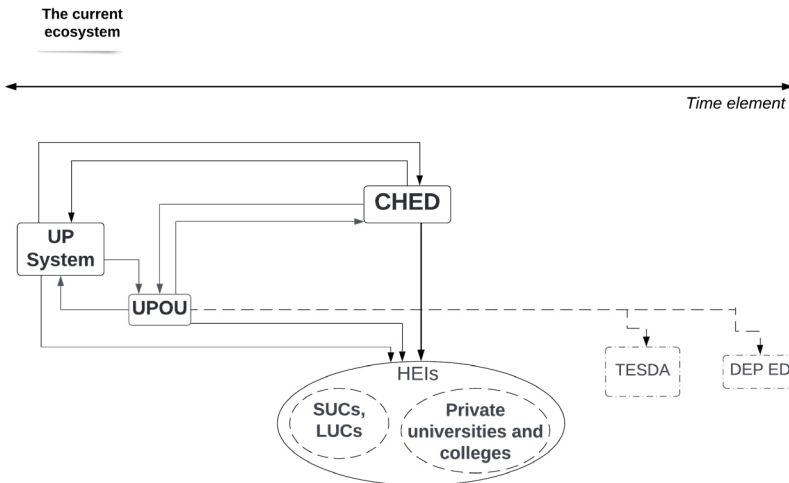 The current
ecosystem
Time element
CHED
UP
System
UPOU
HEIs
TESDA
DEP ED
SUCs,
LUCs
Private
universities and
colleges